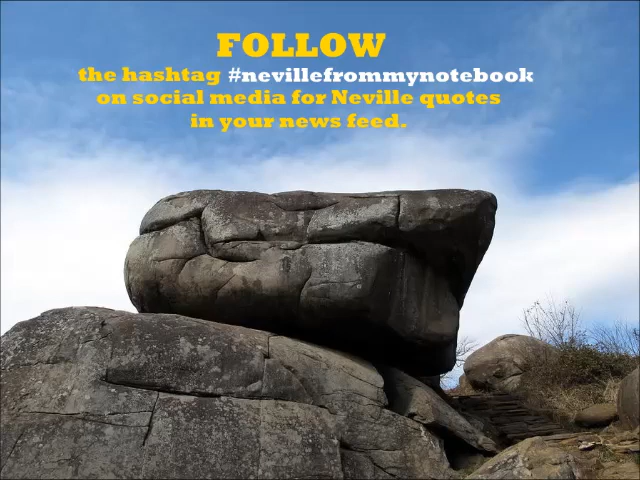 FOLLOW
the hashtag #nevillefrommynotebook
on social media for Neville quotes
in your news feed.